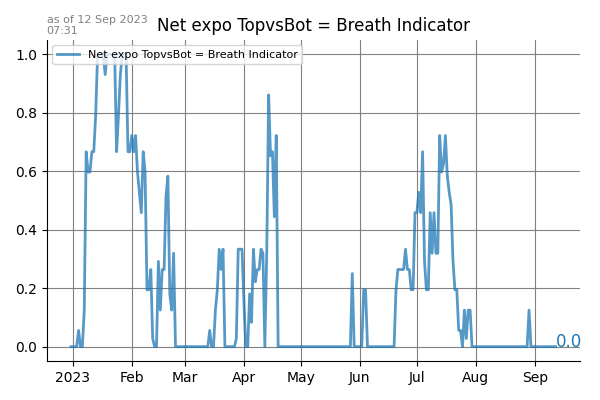 as of 12 Sep 2023
07:31
Net expo TopvsBot = Breath Indicator
Net expo TopvsBot = Breath Indicator
1.0
0.8
0.6
0.4
0.2
0.0
0.0
2023 Feb Mar Apr May Jun Jul Aug Sep